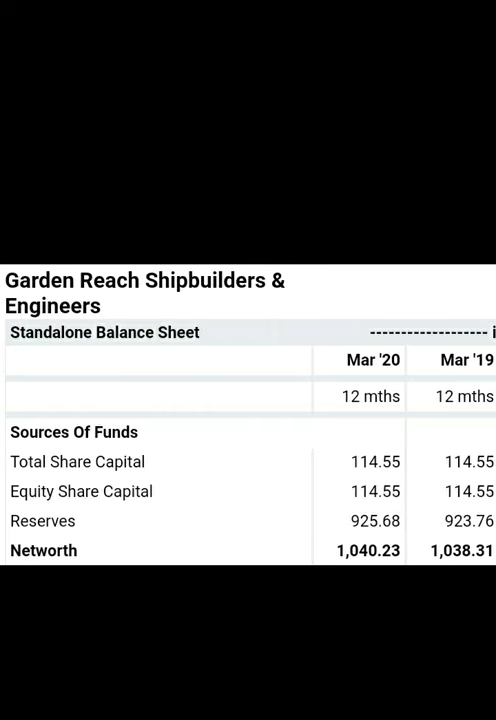 Garden Reach Shipbuilders &
Engineers
Standalone Balance Sheet ------------------- i
Mar '20 Mar '19
12 mths 12 mths
Sources Of Funds
Total Share Capital 114.55 114.55
Equity Share Capital 114.55 114.55
Reserves 925.68 923.76
Networth 1,040.23 1,038.31